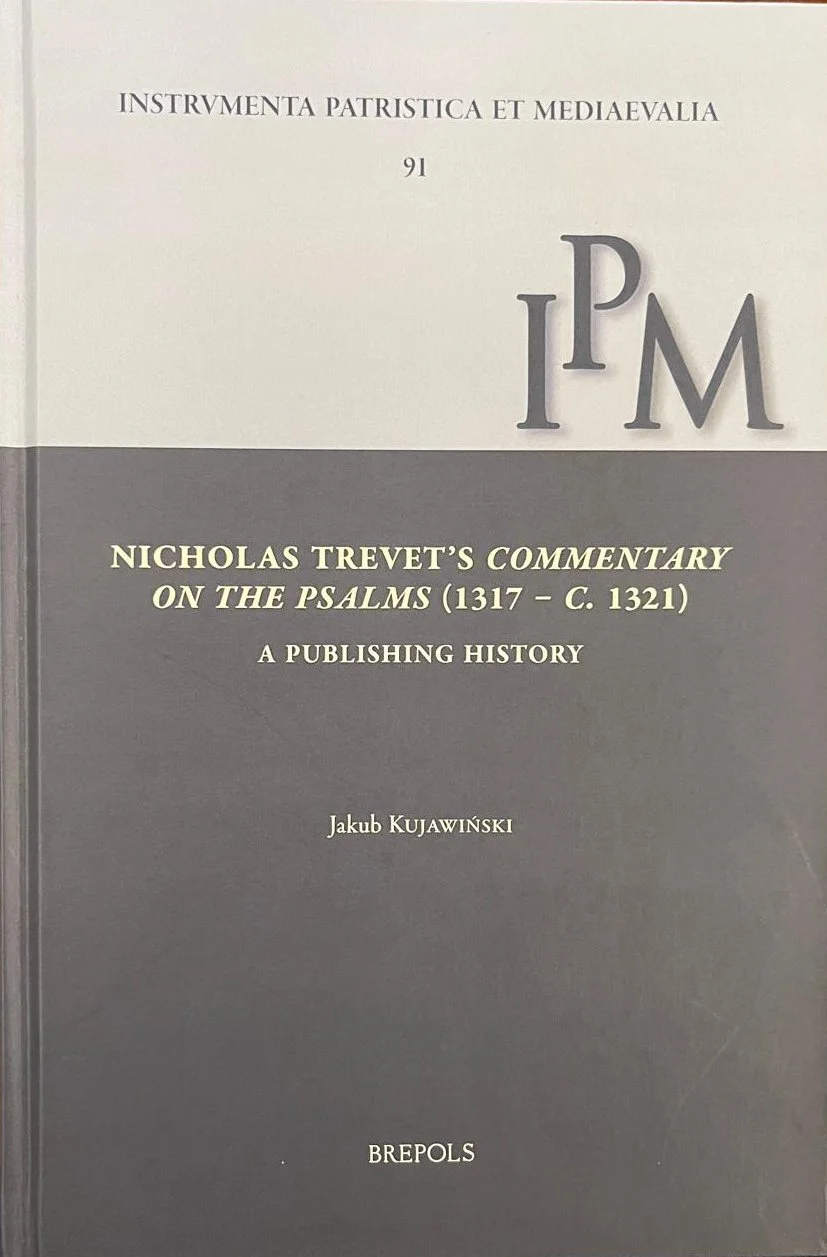 INSTRVMENTA PATRISTICA ET MEDIAEVALIA
91
IPM
NICHOLAS TREVET’S COMMENTARY
ON THE PSALMS (1317 – C. 1321)
A PUBLISHING HISTORY
Jakub KUJAWIŃSKI
BREPOLS